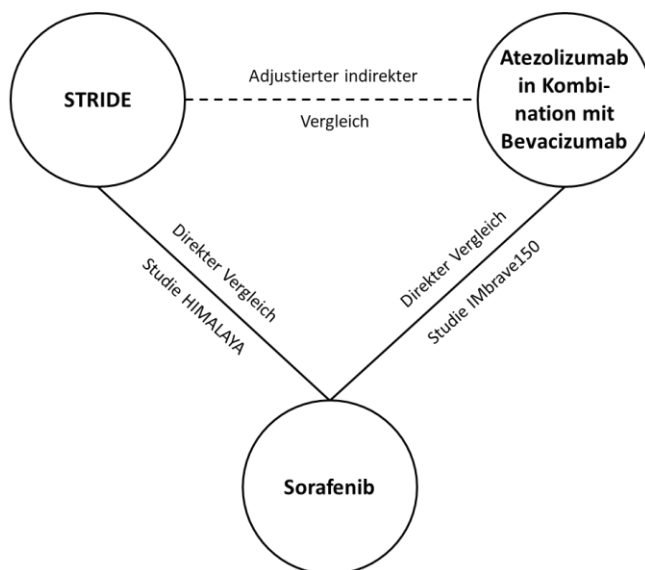 STRIDE
Adjustierter indirekter
Vergleich
Atezolizumab
in Kombi-
nation mit
Bevacizumab
Direkter Vergleich
Studie HIMALAYA
Direkter Vergleich
Studie IMbrave150
Sorafenib